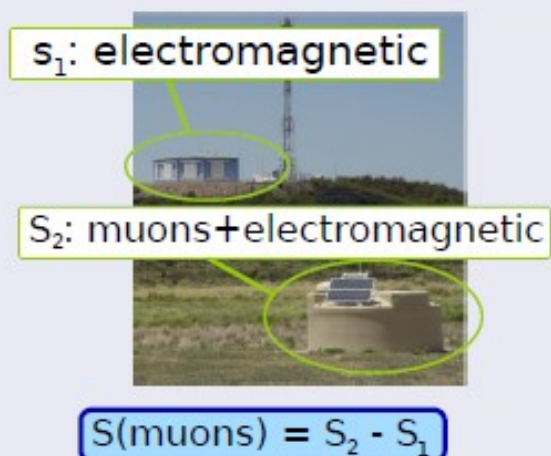 s₁: electromagnetic
S₂: muons+electromagnetic
S(muons) = S₂ - S₁